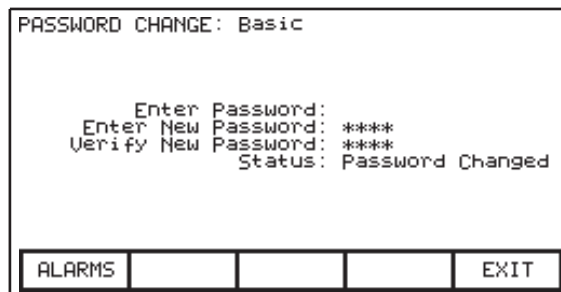 PASSWORD CHANGE: Basic
Enter Password:
Enter New Password: ****
Verify New Password: ****
Status: Password Changed
ALARMS EXIT